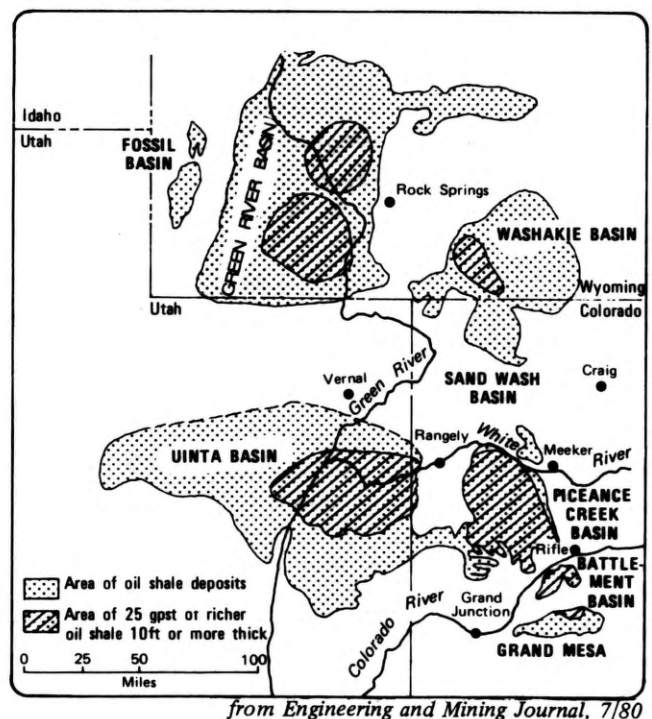 Idaho
Utah
FOSSIL
BASIN
GREEN RIVER BASIN
Rock Springs
WASHAKIE BASIN
Wyoming
Utah
Colorado
Vernal
Green River
SAND WASH
BASIN
Craig
UINTA BASIN
Rangely
White
Meeker
River
PICEANCE
CREEK
BASIN
Rifle
BATTLE-
MENT
BASIN
Area of oil shale deposits
Area of 25 gpst or richer
oil shale 10ft or more thick
Colorado River
Grand
Junction
GRAND MESA
0 25 50 100
Miles
from Engineering and Mining Journal, 7/80